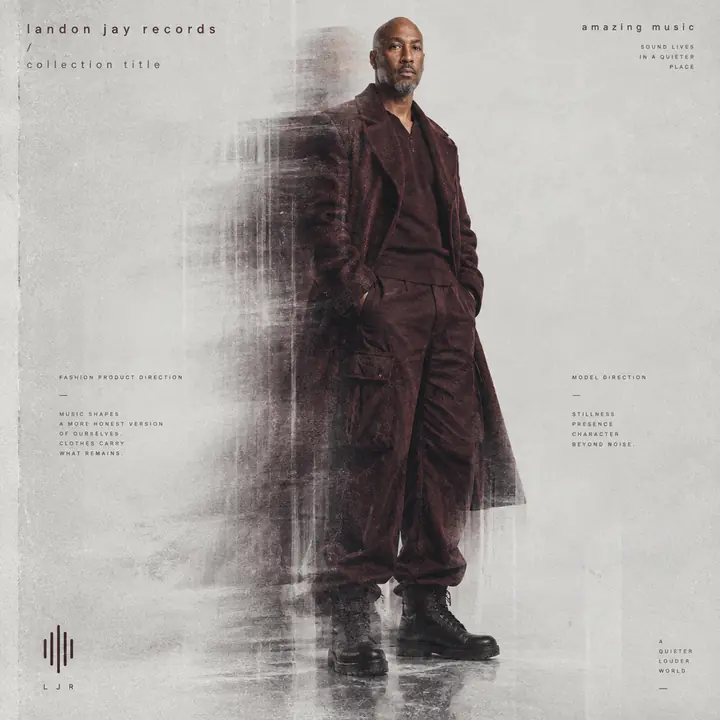 landon jay records
/
collection title
amazing music
SOUND LIVES
IN A QUIETER
PLACE
FASHION PRODUCT DIRECTION
—
MUSIC SHAPES
A MORE HONEST VERSION
OF OURSELVES.
CLOTHES CARRY
WHAT REMAINS.
MODEL DIRECTION
—
STILLNESS
PRESENCE
CHARACTER
BEYOND NOISE.
L J R
A
QUIETER
LOUDER
WORLD
—